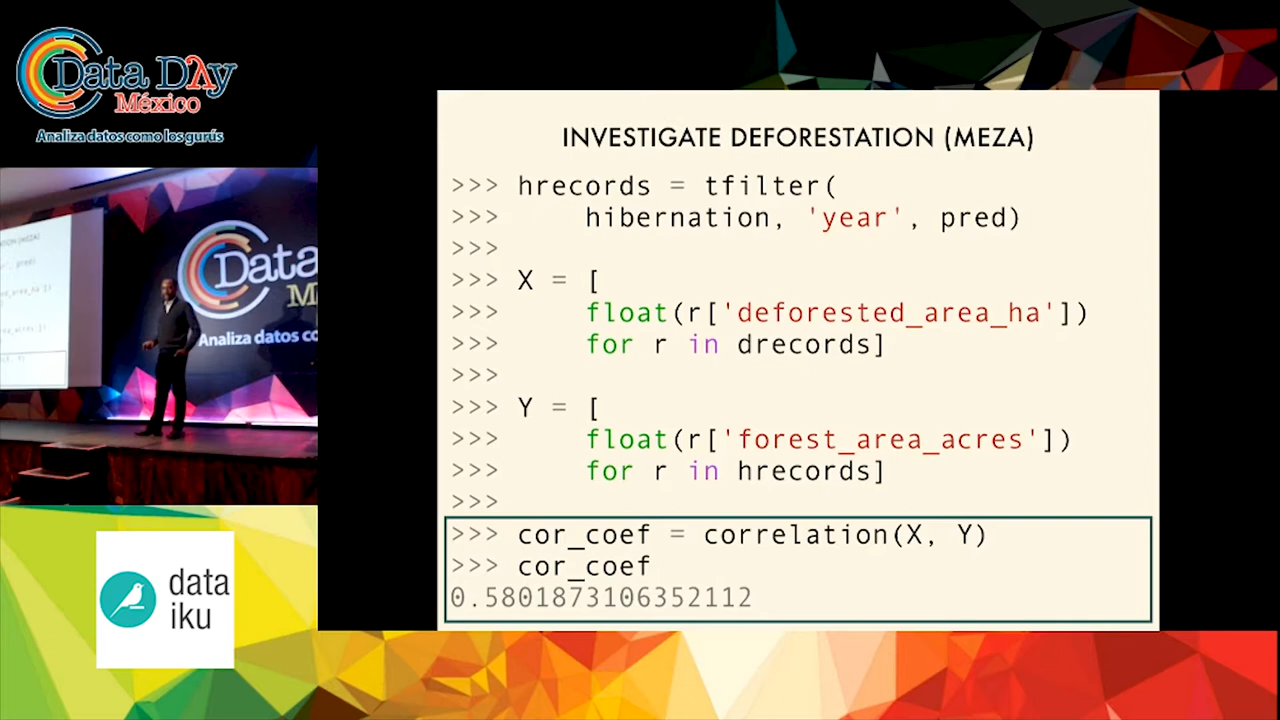 Data Day
México
Analiza datos como los gurús
INVESTIGATE DEFORESTATION (MEZA)
>>> hrecords = tfilter(
>>>     hibernation, 'year', pred)
>>>
>>> X = [
>>>     float(r['deforested_area_ha'])
>>>     for r in drecords]
>>>
>>> Y = [
>>>     float(r['forest_area_acres'])
>>>     for r in hrecords]
>>>
>>> cor_coef = correlation(X, Y)
>>> cor_coef
0.5801873106352112
Data
M
Analiza datos co
data
iku